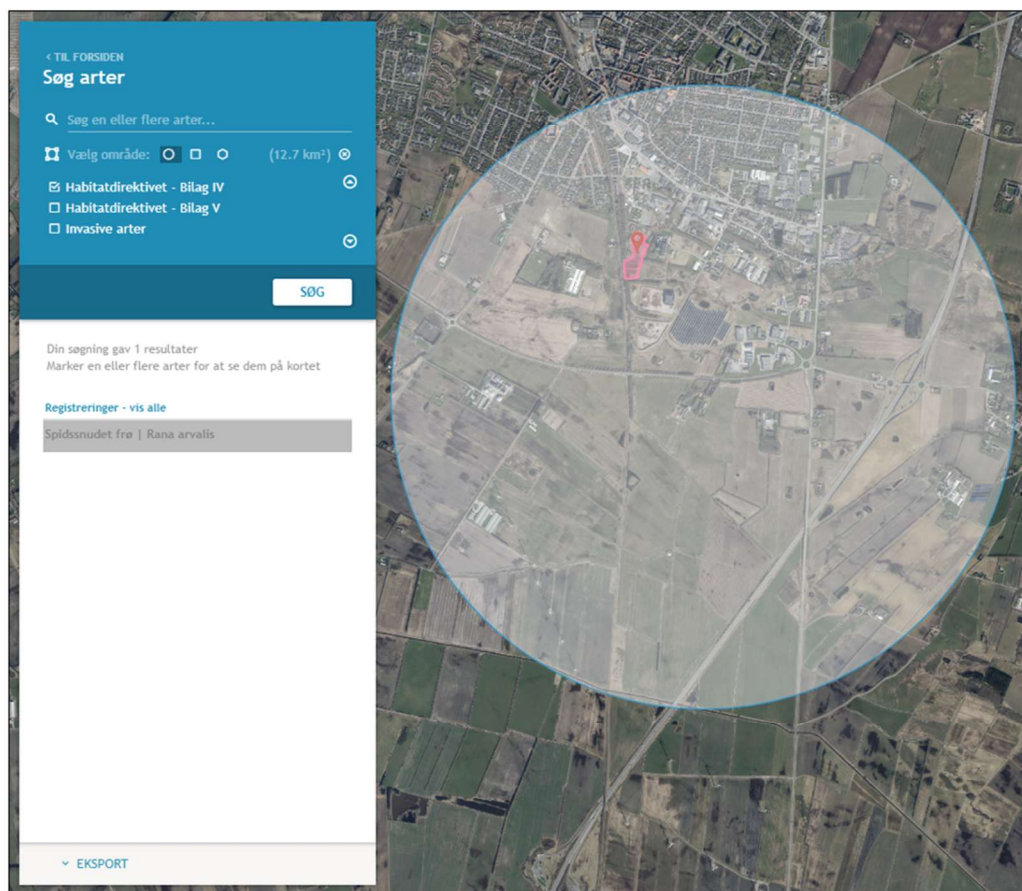 < TIL FORSIDEN
Søg arter
Søg en eller flere arter...
Vælg område: (12.7 km²)
Habitatdirektivet - Bilag IV
Habitatdirektivet - Bilag V
Invasive arter
SØG
Din søgning gav 1 resultater
Marker en eller flere arter for at se dem på kortet
Registreringer - vis alle
Spidssnudet frø | Rana arvalis
EKSPORT